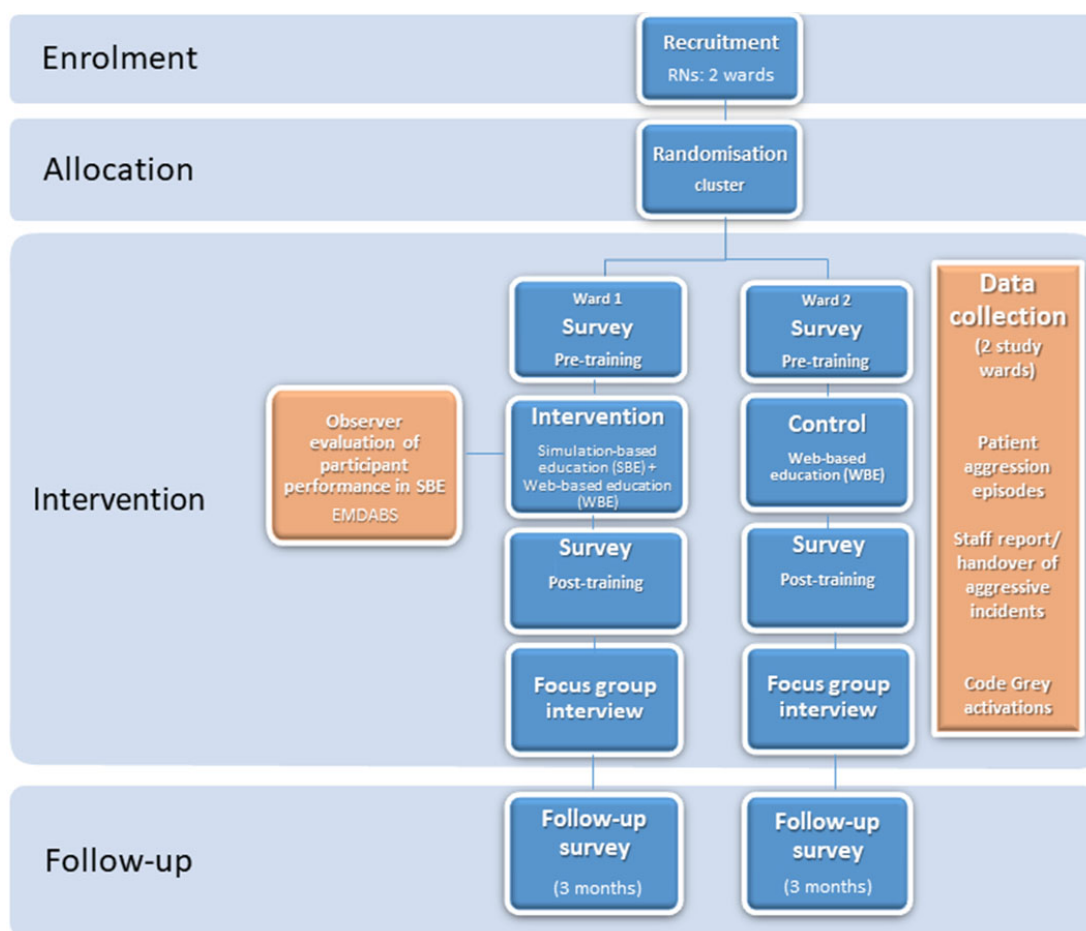 Enrolment
Recruitment
RNs: 2 wards
Allocation
Randomisation
cluster
Intervention
Ward 1
Survey
Pre-training
Ward 2
Survey
Pre-training
Data
collection
(2 study
wards)
Patient
aggression
episodes
Staff report/
handover of
aggressive
incidents
Code Grey
activations
Observer
evaluation of
participant
performance in SBE
EMDABS
Intervention
Simulation-based
education (SBE) +
Web-based education
(WBE)
Control
Web-based
education (WBE)
Survey
Post-training
Survey
Post-training
Focus group
interview
Focus group
interview
Follow-up
Follow-up
survey
(3 months)
Follow-up
survey
(3 months)